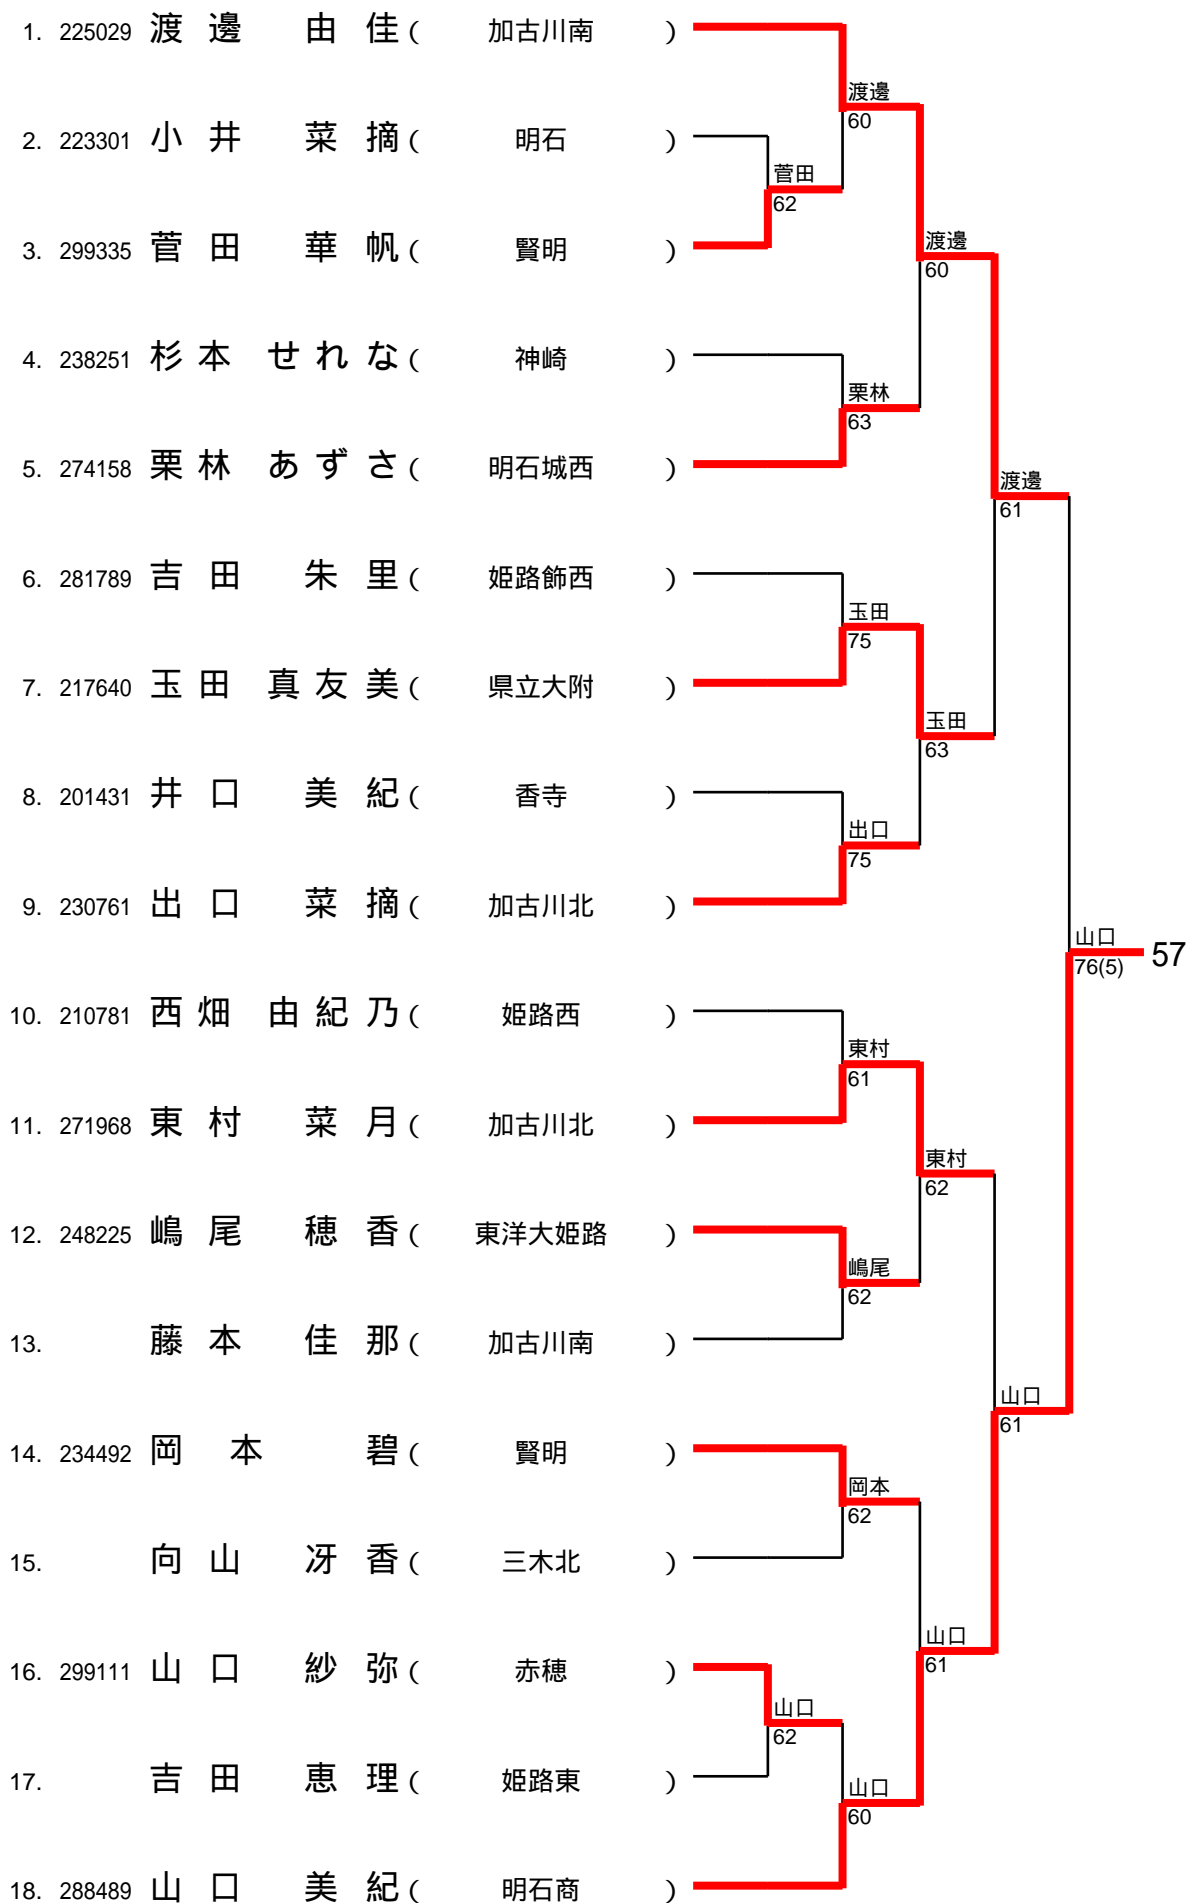 1. 225029 渡邊 由佳( 加古川南 )
渡邊
60
2. 223301 小井 菜摘( 明石 )
菅田
62
3. 299335 菅田 華帆( 賢明 )
渡邊
60
4. 238251 杉本 せれな( 神崎 )
栗林
63
5. 274158 栗林 あずさ( 明石城西 )
渡邊
61
6. 281789 吉田 朱里( 姫路飾西 )
玉田
75
7. 217640 玉田 真友美( 県立大附 )
玉田
63
8. 201431 井口 美紀( 香寺 )
出口
75
9. 230761 出口 菜摘( 加古川北 )
山口
76(5) 57
10. 210781 西畑 由紀乃( 姫路西 )
東村
61
11. 271968 東村 菜月( 加古川北 )
東村
62
12. 248225 嶋尾 穂香( 東洋大姫路 )
嶋尾
62
13. 藤本 佳那( 加古川南 )
山口
61
14. 234492 岡本 碧( 賢明 )
岡本
62
15. 向山 冴香( 三木北 )
山口
61
16. 299111 山口 紗弥( 赤穂 )
山口
62
17. 吉田 恵理( 姫路東 )
山口
60
18. 288489 山口 美紀( 明石商 )